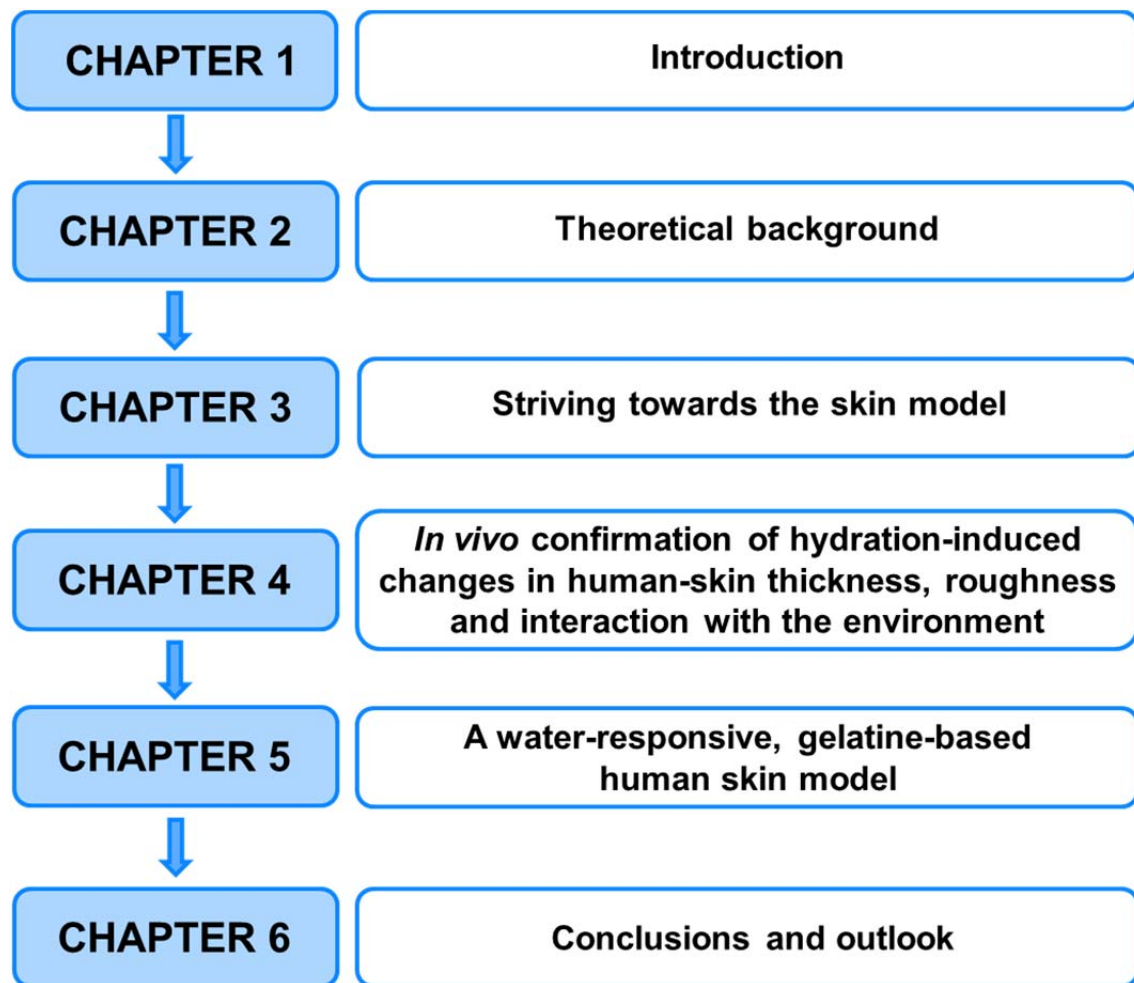 CHAPTER 1
Introduction
CHAPTER 2
Theoretical background
CHAPTER 3
Striving towards the skin model
CHAPTER 4
In vivo confirmation of hydration-induced
changes in human-skin thickness, roughness
and interaction with the environment
CHAPTER 5
A water-responsive, gelatine-based
human skin model
CHAPTER 6
Conclusions and outlook